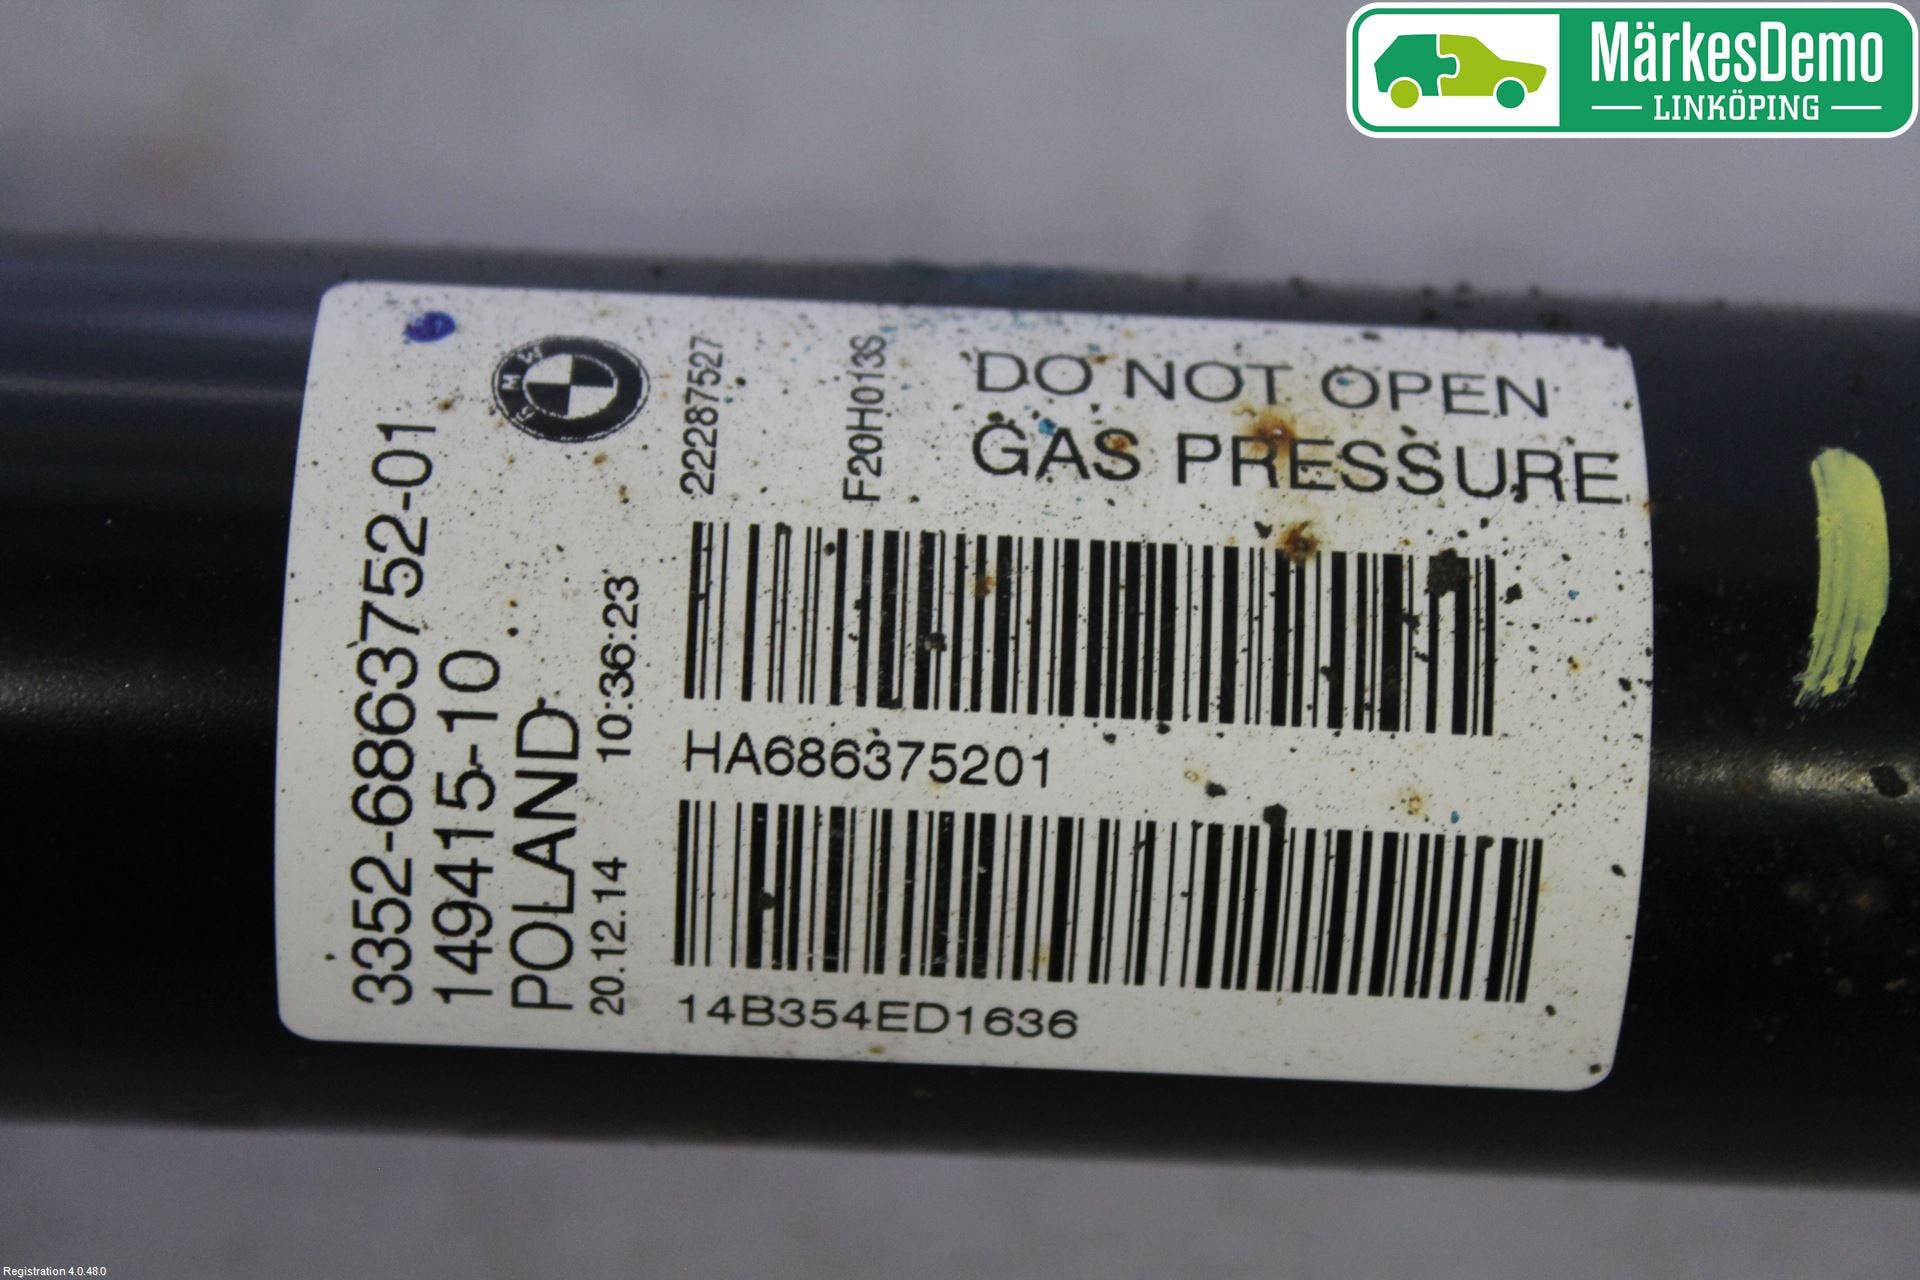 MärkesDemo
LINKÖPING
3352-6863752-01
149415-10
POLAND
20.12.14 10:36:23
BMW
22287527
F20H013S
DO NOT OPEN
GAS PRESSURE
HA686375201
14B354ED1636
Registration 4.0.48.0